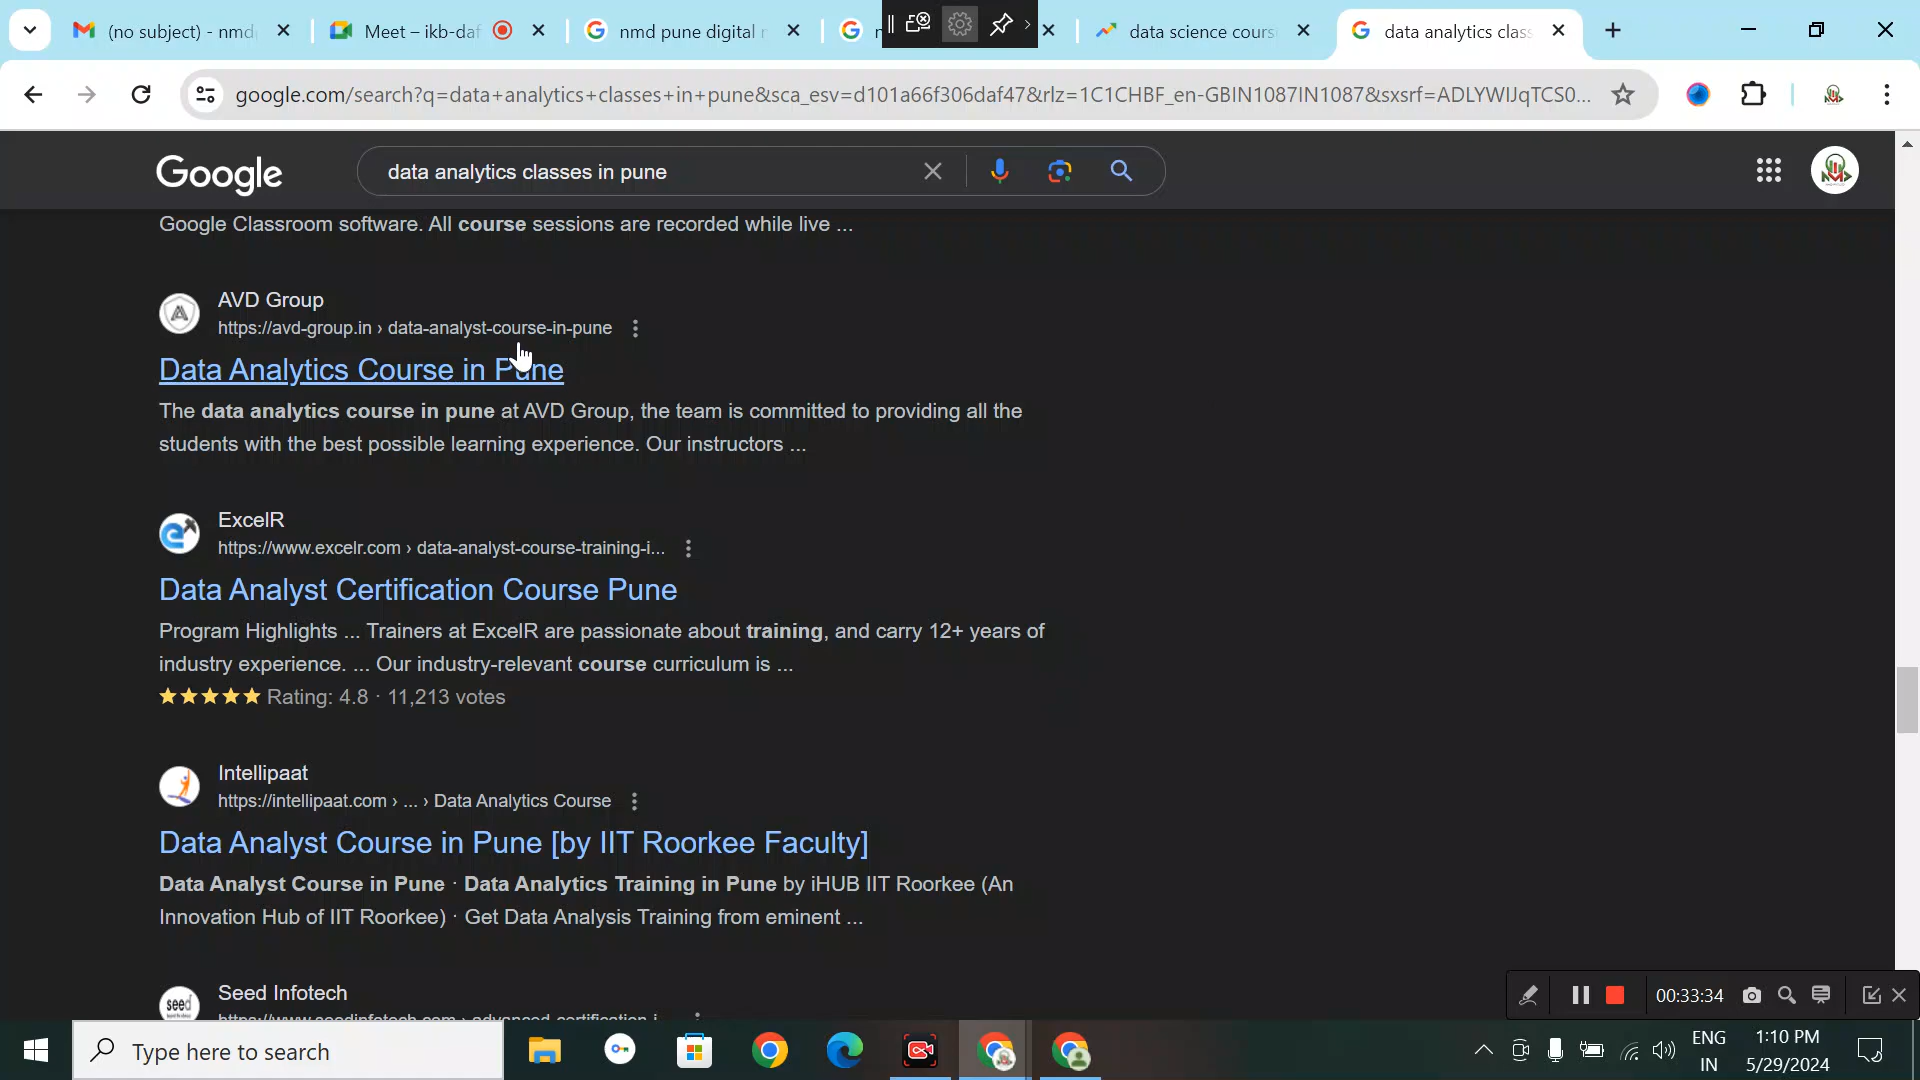 (no subject) - nmd
Meet – ikb-daf
nmd pune digital
data science cours
data analytics clas
google.com/search?q=data+analytics+classes+in+pune&sca_esv=d101a66f306daf47&rlz=1C1CHBF_en-GBIN1087IN1087&sxsrf=ADLYWIJqTCS0...
Google
data analytics classes in pune
Google Classroom software. All course sessions are recorded while live ...
AVD Group
https://avd-group.in › data-analyst-course-in-pune
Data Analytics Course in Pune
The data analytics course in pune at AVD Group, the team is committed to providing all the
students with the best possible learning experience. Our instructors ...
ExcelR
https://www.excelr.com › data-analyst-course-training-i...
Data Analyst Certification Course Pune
Program Highlights ... Trainers at ExcelR are passionate about training, and carry 12+ years of
industry experience. ... Our industry-relevant course curriculum is ...
Rating: 4.8 · 11,213 votes
Intellipaat
https://intellipaat.com › ... › Data Analytics Course
Data Analyst Course in Pune [by IIT Roorkee Faculty]
Data Analyst Course in Pune · Data Analytics Training in Pune by iHUB IIT Roorkee (An
Innovation Hub of IIT Roorkee) · Get Data Analysis Training from eminent ...
seed
Seed Infotech
https://www.seedinfotech.com › advanced-certification-i...
00:33:34
Type here to search
ENG
IN
1:10 PM
5/29/2024